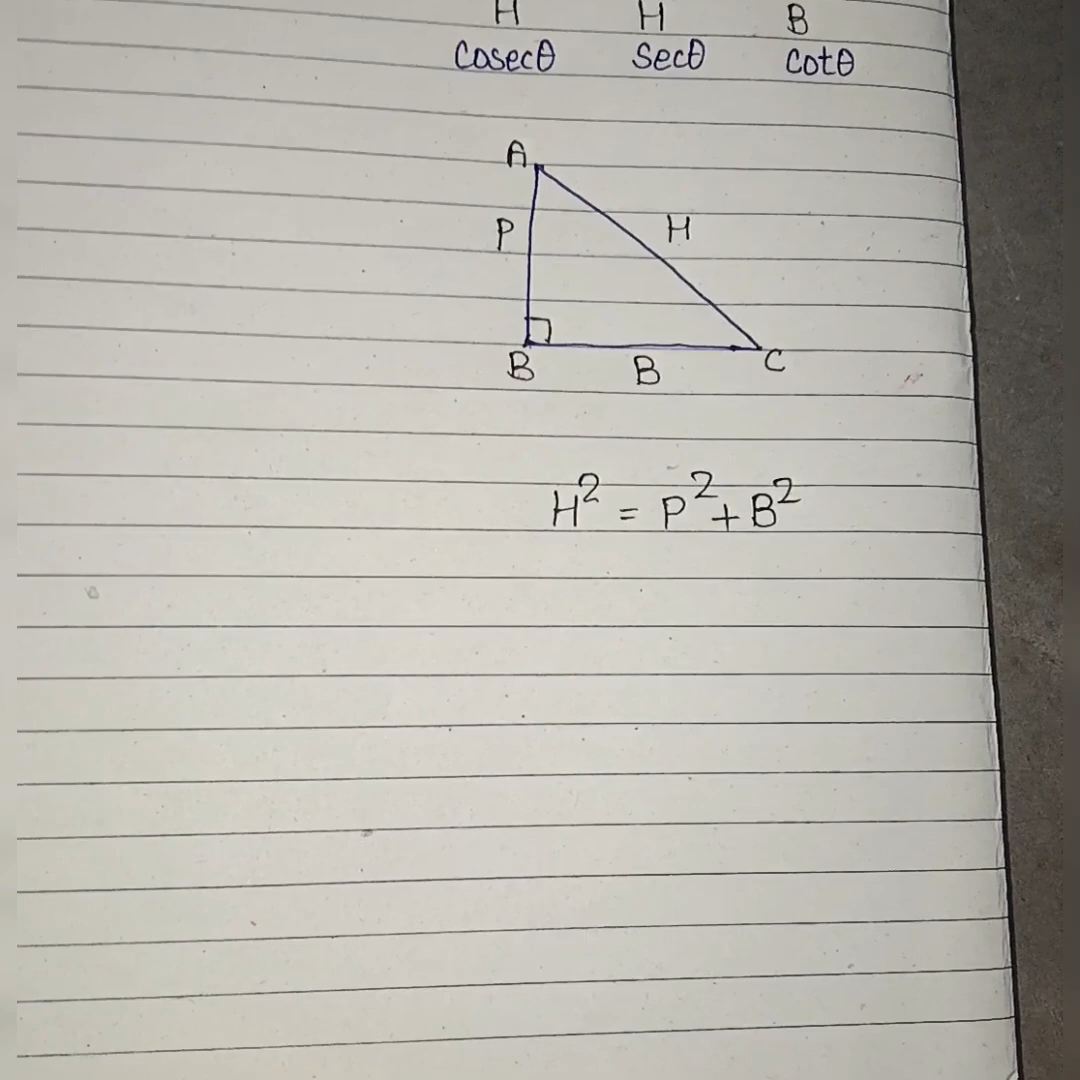 H H B
cosecθ secθ cotθ
A
P H
B B C
H² = P² + B²